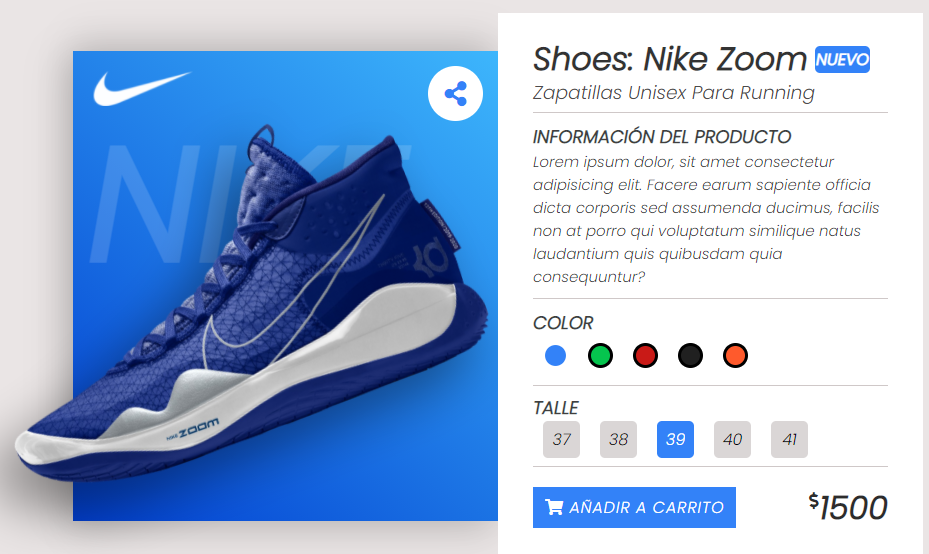 NIKE
NIKE ZOOM
Shoes: Nike Zoom NUEVO
Zapatillas Unisex Para Running
INFORMACIÓN DEL PRODUCTO
Lorem ipsum dolor, sit amet consectetur
adipisicing elit. Facere earum sapiente officia
dicta corporis sed assumenda ducimus, facilis
non at porro qui voluptatum similique natus
laudantium quis quibusdam quia
consequuntur?
COLOR
TALLE
37 38 39 40 41
AÑADIR A CARRITO $1500